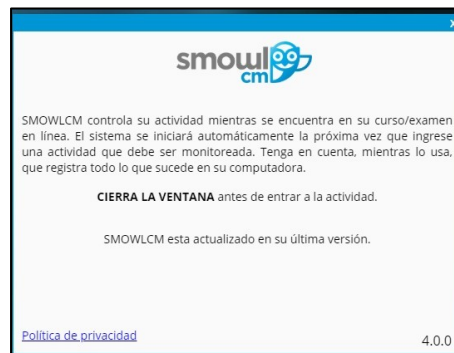 x
smowl
cm
SMOWLCM controla su actividad mientras se encuentra en su curso/examen
en línea. El sistema se iniciará automáticamente la próxima vez que ingrese
una actividad que debe ser monitoreada. Tenga en cuenta, mientras lo usa,
que registra todo lo que sucede en su computadora.
CIERRA LA VENTANA antes de entrar a la actividad.
SMOWLCM esta actualizado en su última versión.
Política de privacidad
4.0.0